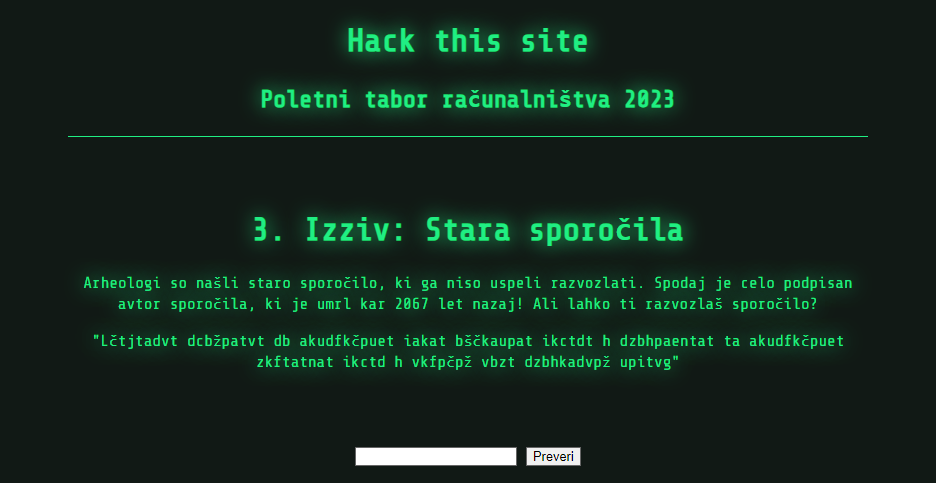 Hack this site
Poletni tabor računalništva 2023
3. Izziv: Stara sporočila
Arheologi so našli staro sporočilo, ki ga niso uspeli razvozlati. Spodaj je celo podpisan
avtor sporočila, ki je umrl kar 2067 let nazaj! Ali lahko ti razvozlaš sporočilo?
"Lčtjtadvt dcbžpatvt db akudfkčpuet iakat bščkaupat ikctdt h dzbhpaentat ta akudfkčpuet
zkftatnat ikctd h vkfpčpž vbzt dzbhkadvpž upitvg"
Preveri